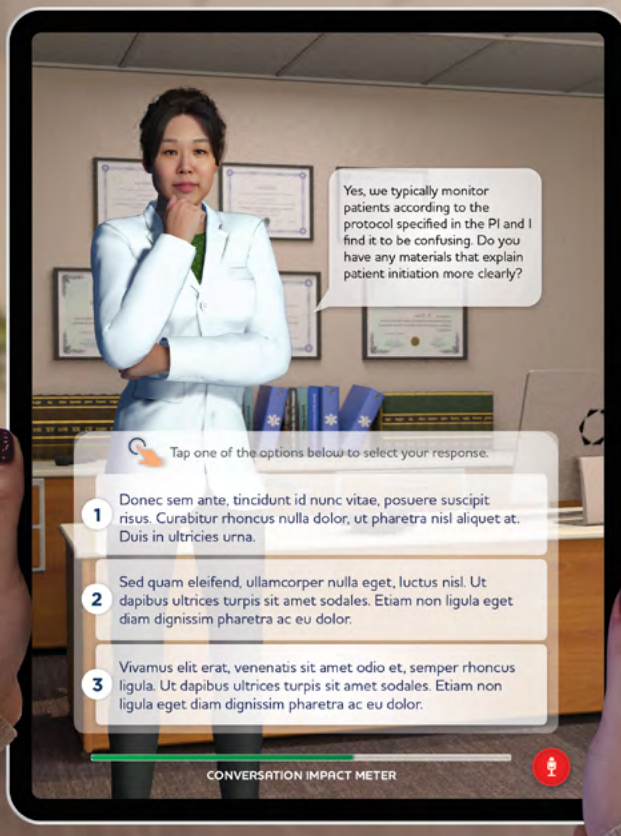 Yes, we typically monitor
patients according to the
protocol specified in the PI and I
find it to be confusing. Do you
have any materials that explain
patient initiation more clearly?
Tap one of the options below to select your response.
1
Donec sem ante, tincidunt id nunc vitae, posuere suscipit
risus. Curabitur rhoncus nulla dolor, ut pharetra nisl aliquet at.
Duis in ultricies urna.
2
Sed quam eleifend, ullamcorper nulla eget, luctus nisl. Ut
dapibus ultrices turpis sit amet sodales. Etiam non ligula eget
diam dignissim pharetra ac eu dolor.
3
Vivamus elit erat, venenatis sit amet odio et, semper rhoncus
ligula. Ut dapibus ultrices turpis sit amet sodales. Etiam non
ligula eget diam dignissim pharetra ac eu dolor.
CONVERSATION IMPACT METER